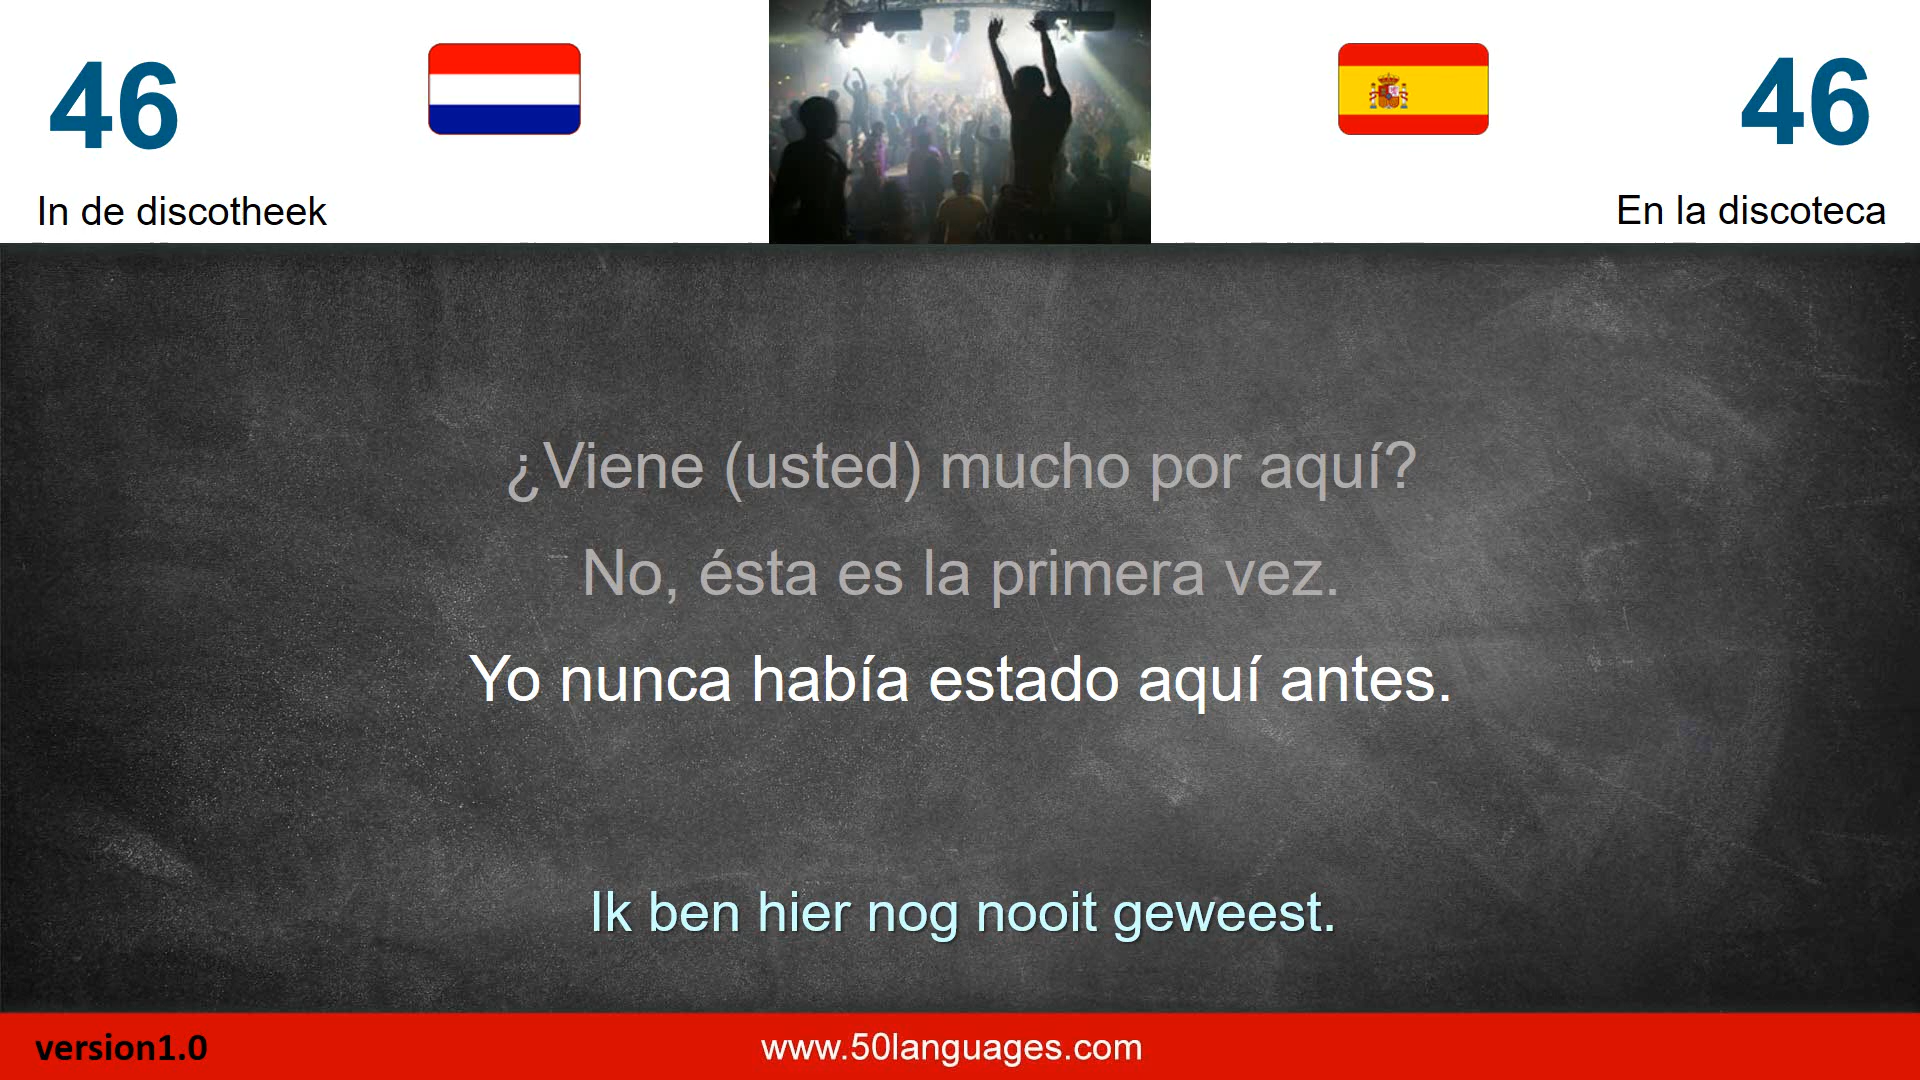 46
46
In de discotheek
En la discoteca
¿Viene (usted) mucho por aquí?
No, ésta es la primera vez.
Yo nunca había estado aquí antes.
Ik ben hier nog nooit geweest.
version1.0
www.50languages.com